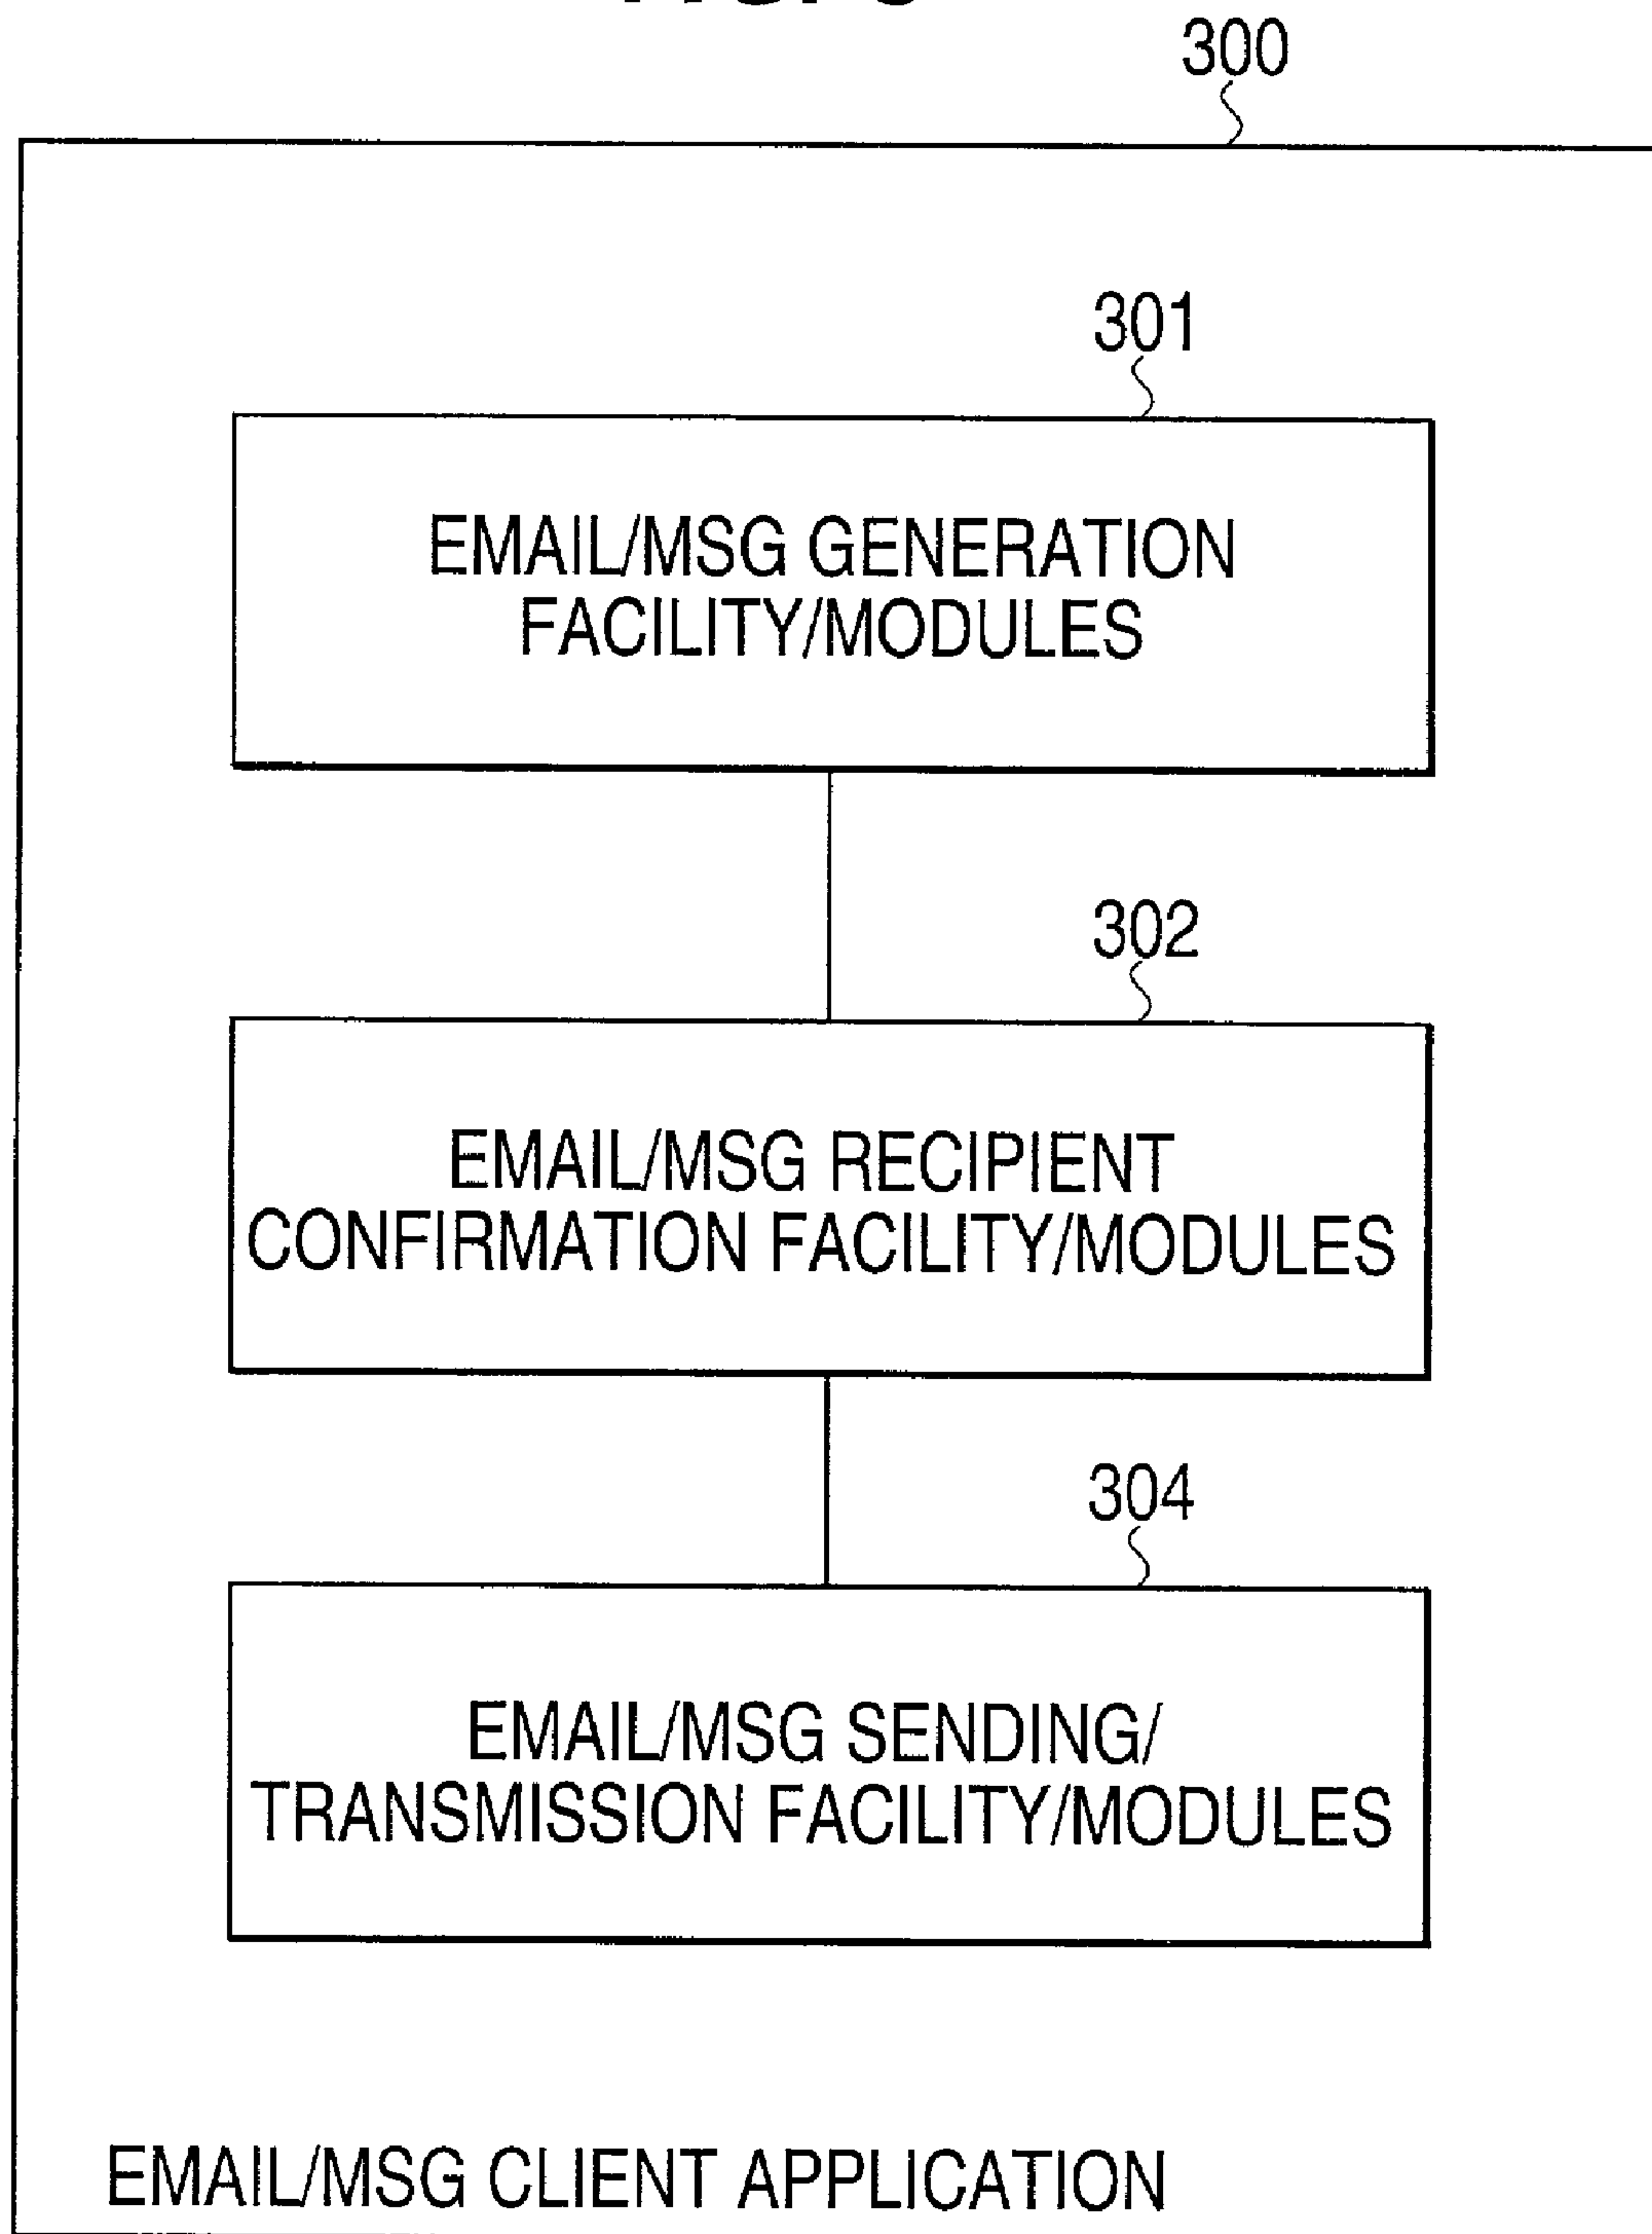 300
301
EMAIL/MSG GENERATION
FACILITY/MODULES
302
EMAIL/MSG RECIPIENT
CONFIRMATION FACILITY/MODULES
304
EMAIL/MSG SENDING/
TRANSMISSION FACILITY/MODULES
EMAIL/MSG CLIENT APPLICATION